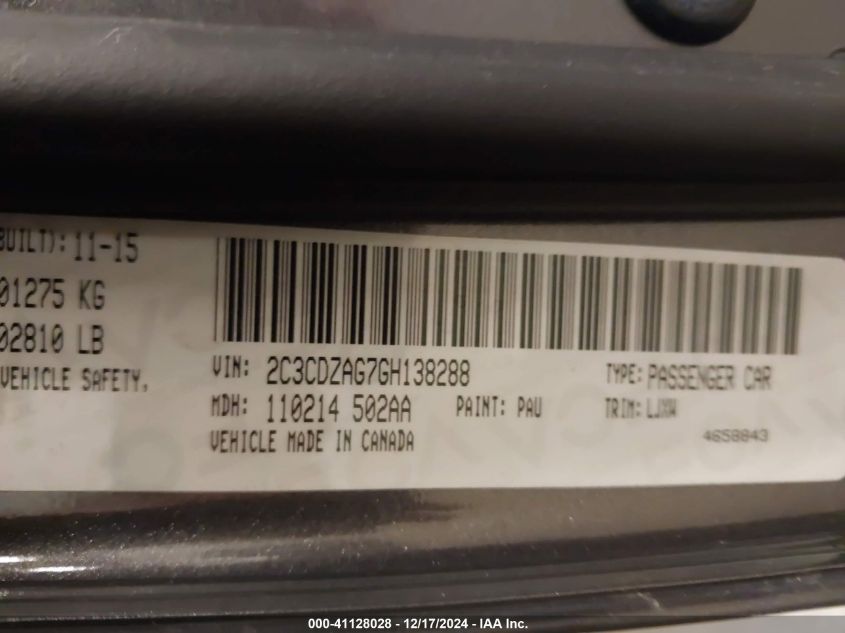 BUILT): 11-15
01275 KG
02810 LB
VEHICLE SAFETY,
VIN: 2C3CDZAG7GH138288
TYPE: PASSENGER CAR
MDH: 110214 502AA
PAINT: PAU
TRIM: LJXW
VEHICLE MADE IN CANADA
4658843
000-41128028 - 12/17/2024 - IAA Inc.